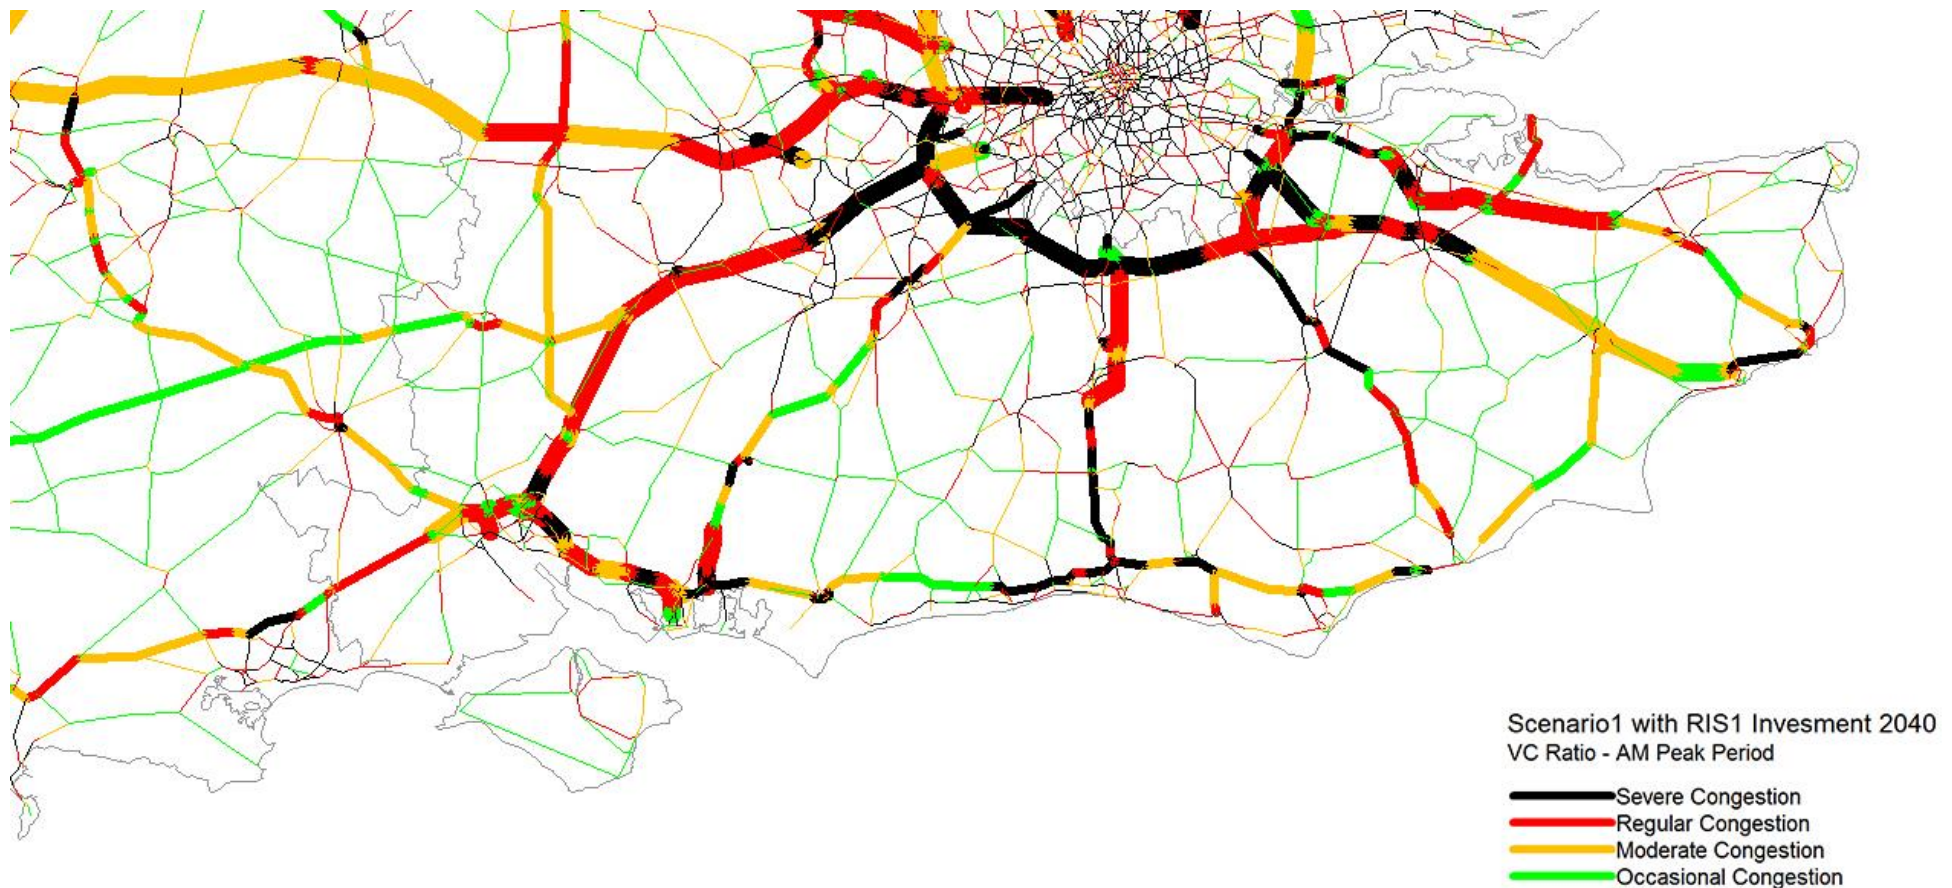 Scenario1 with RIS1 Invesment 2040
VC Ratio - AM Peak Period
Severe Congestion
Regular Congestion
Moderate Congestion
Occasional Congestion